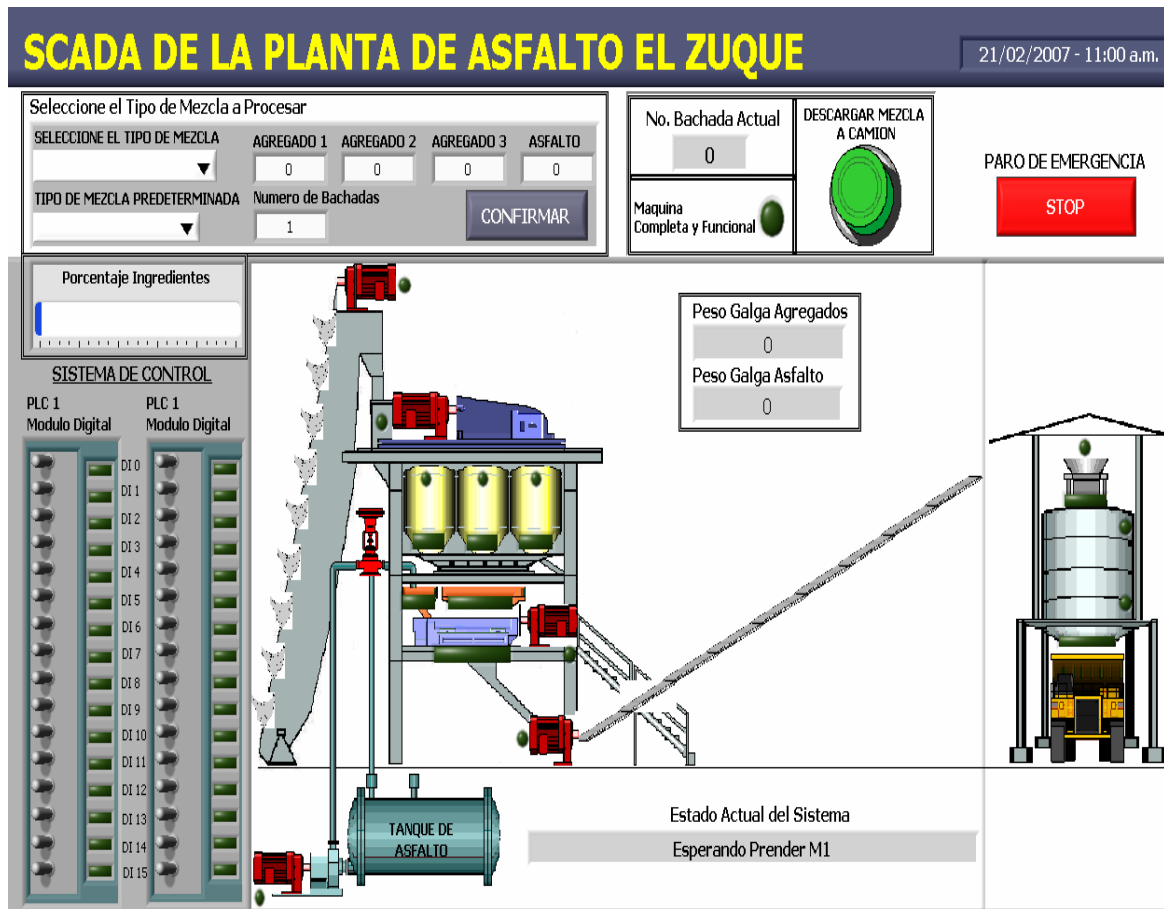 SCADA DE LA PLANTA DE ASFALTO EL ZUQUE
21/02/2007 - 11:00 a.m.
Seleccione el Tipo de Mezcla a Procesar
SELECCIONE EL TIPO DE MEZCLA
AGREGADO 1
AGREGADO 2
AGREGADO 3
ASFALTO
0
0
0
0
TIPO DE MEZCLA PREDETERMINADA
Numero de Bachadas
1
CONFIRMAR
No. Bachada Actual
0
Maquina
Completa y Funcional
DESCARGAR MEZCLA
A CAMION
PARO DE EMERGENCIA
STOP
Porcentaje Ingredientes
SISTEMA DE CONTROL
PLC 1
Modulo Digital
PLC 1
Modulo Digital
DI 0
DI 1
DI 2
DI 3
DI 4
DI 5
DI 6
DI 7
DI 8
DI 9
DI 10
DI 11
DI 12
DI 13
DI 14
DI 15
Peso Galga Agregados
0
Peso Galga Asfalto
0
TANQUE DE
ASFALTO
Estado Actual del Sistema
Esperando Prender M1